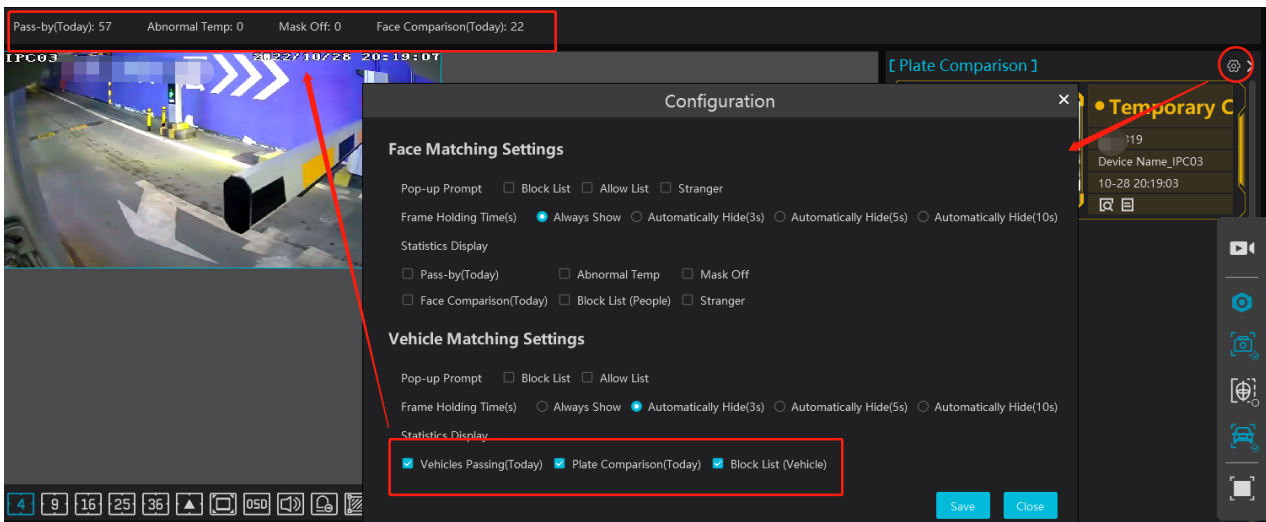 Pass-by(Today): 57 Abnormal Temp: 0 Mask Off: 0 Face Comparison(Today): 22
IPC03 2022/10/28 20:19:07
[ Plate Comparison ]
Configuration
Temporary C
319
Device Name_IPC03
10-28 20:19:03
Face Matching Settings
Pop-up Prompt Block List Allow List Stranger
Frame Holding Time(s) Always Show Automatically Hide(3s) Automatically Hide(5s) Automatically Hide(10s)
Statistics Display
Pass-by(Today) Abnormal Temp Mask Off
Face Comparison(Today) Block List (People) Stranger
Vehicle Matching Settings
Pop-up Prompt Block List Allow List
Frame Holding Time(s) Always Show Automatically Hide(3s) Automatically Hide(5s) Automatically Hide(10s)
Statistics Display
Vehicles Passing(Today) Plate Comparison(Today) Block List (Vehicle)
Save Close
4 9 16 25 36 OSD